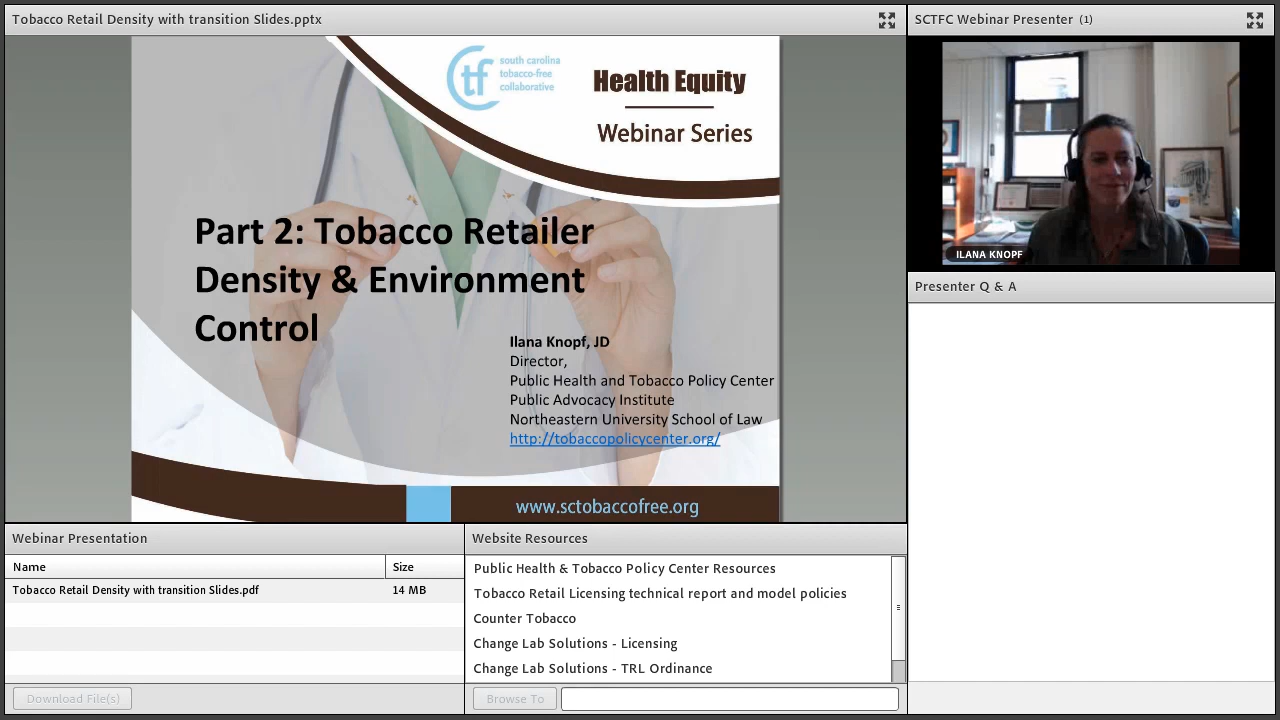 Tobacco Retail Density with transition Slides.pptx
south carolina
tobacco-free
collaborative
ctf
Health Equity
Webinar Series
Part 2: Tobacco Retailer
Density & Environment
Control
Ilana Knopf, JD
Director,
Public Health and Tobacco Policy Center
Public Advocacy Institute
Northeastern University School of Law
http://tobaccopolicycenter.org/
www.sctobaccofree.org
SCTFC Webinar Presenter (1)
ILANA KNOPF
Presenter Q & A
Webinar Presentation
Name Size
Tobacco Retail Density with transition Slides.pdf 14 MB
Download File(s)
Website Resources
Public Health & Tobacco Policy Center Resources
Tobacco Retail Licensing technical report and model policies
Counter Tobacco
Change Lab Solutions - Licensing
Change Lab Solutions - TRL Ordinance
Browse To